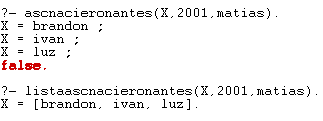 ?- ascnacieronantes(X,2001,matias).
X = brandon ;
X = ivan ;
X = luz ;
false.
?- listaascnacieronantes(X,2001,matias).
X = [brandon, ivan, luz].